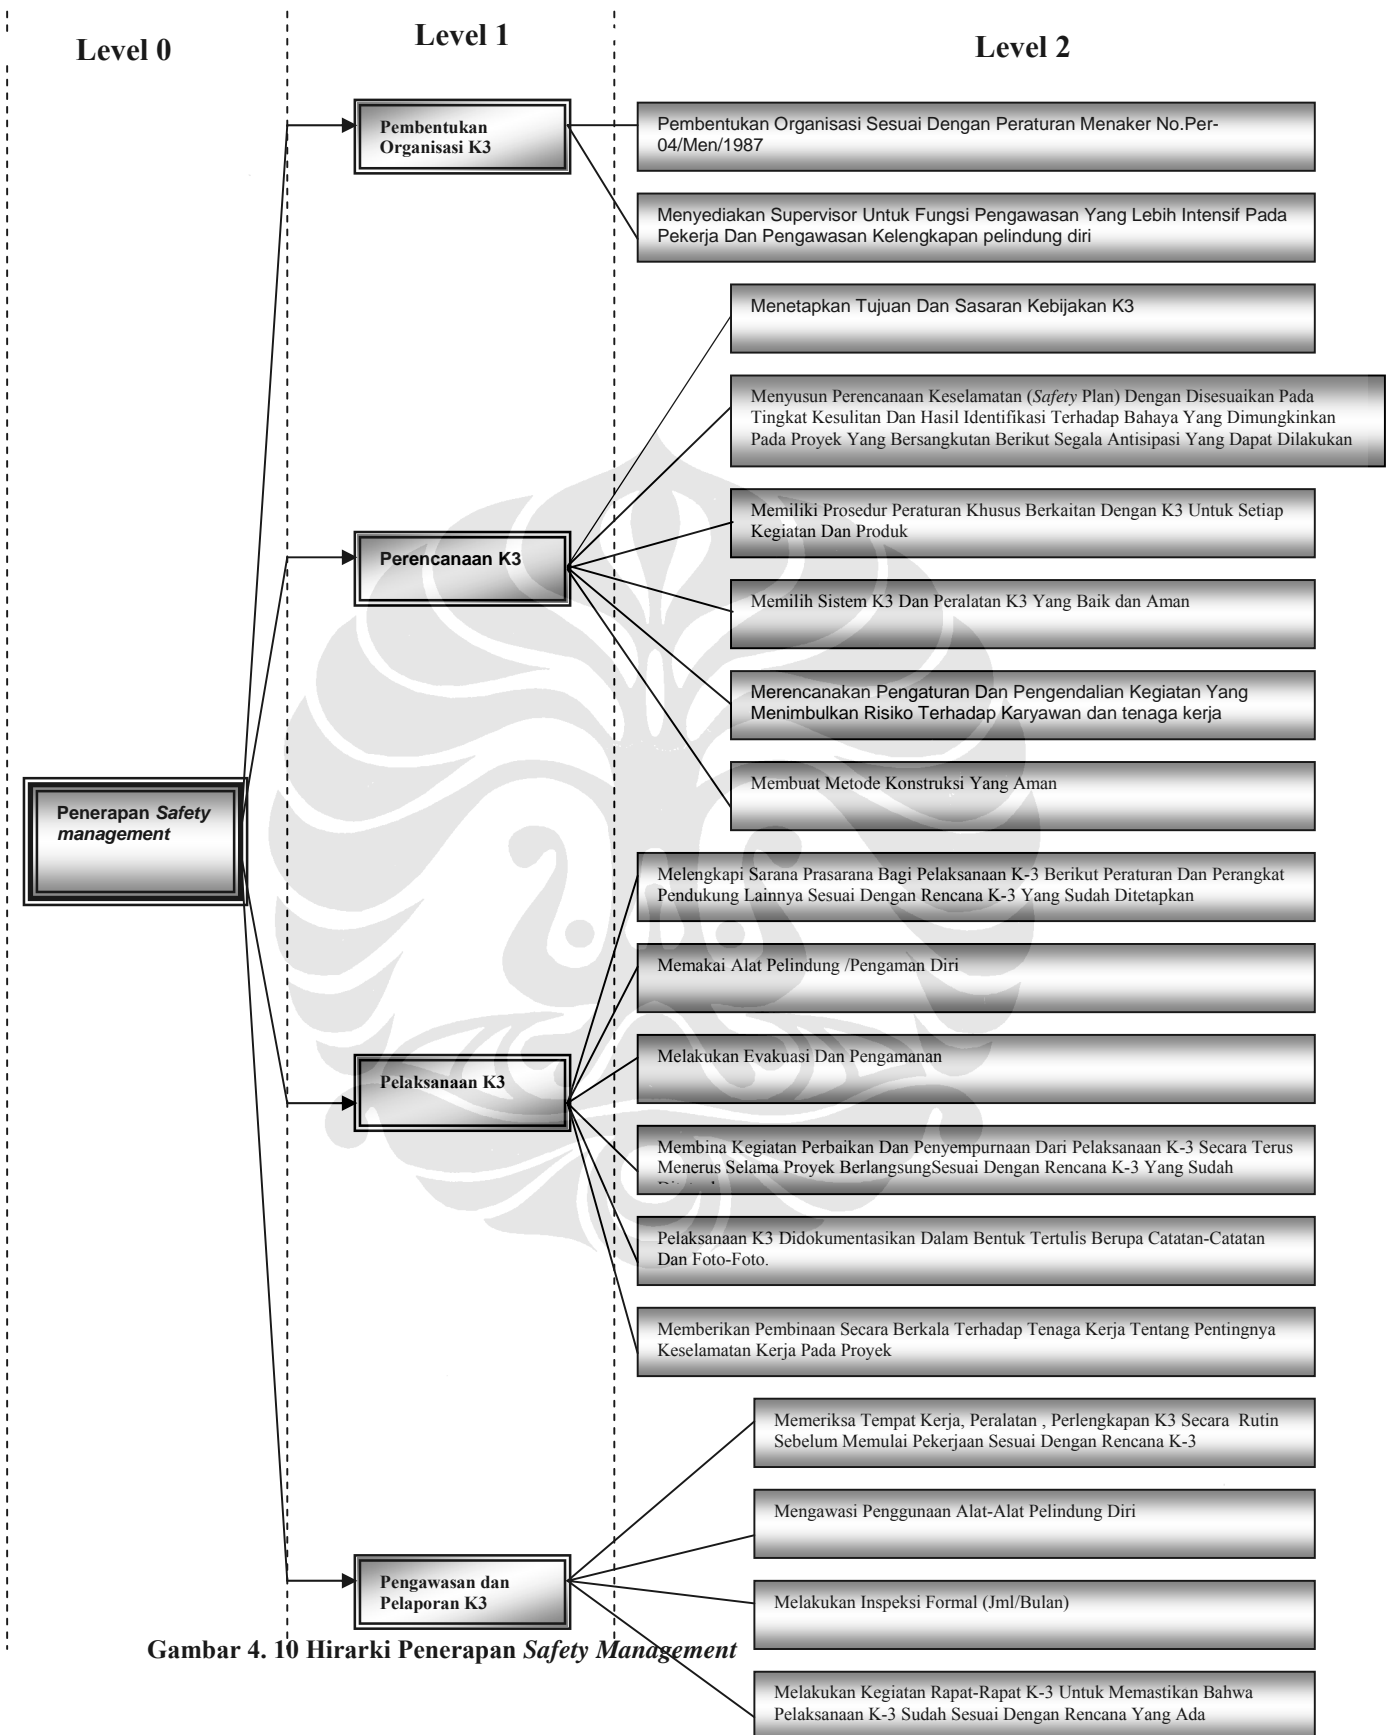 Level 0
Level 1
Level 2
Pembentukan
Organisasi K3
Pembentukan Organisasi Sesuai Dengan Peraturan Menaker No.Per-
04/Men/1987
Menyediakan Supervisor Untuk Fungsi Pengawasan Yang Lebih Intensif Pada
Pekerja Dan Pengawasan Kelengkapan pelindung diri
Menetapkan Tujuan Dan Sasaran Kebijakan K3
Menyusun Perencanaan Keselamatan (Safety Plan) Dengan Disesuaikan Pada
Tingkat Kesulitan Dan Hasil Identifikasi Terhadap Bahaya Yang Dimungkinkan
Pada Proyek Yang Bersangkutan Berikut Segala Antisipasi Yang Dapat Dilakukan
Perencanaan K3
Memiliki Prosedur Peraturan Khusus Berkaitan Dengan K3 Untuk Setiap
Kegiatan Dan Produk
Memilih Sistem K3 Dan Peralatan K3 Yang Baik dan Aman
Merencanakan Pengaturan Dan Pengendalian Kegiatan Yang
Menimbulkan Risiko Terhadap Karyawan dan tenaga kerja
Membuat Metode Konstruksi Yang Aman
Penerapan Safety
management
Melengkapi Sarana Prasarana Bagi Pelaksanaan K-3 Berikut Peraturan Dan Perangkat
Pendukung Lainnya Sesuai Dengan Rencana K-3 Yang Sudah Ditetapkan
Memakai Alat Pelindung /Pengaman Diri
Melakukan Evakuasi Dan Pengamanan
Pelaksanaan K3
Membina Kegiatan Perbaikan Dan Penyempurnaan Dari Pelaksanaan K-3 Secara Terus
Menerus Selama Proyek BerlangsungSesuai Dengan Rencana K-3 Yang Sudah
Pelaksanaan K3 Didokumentasikan Dalam Bentuk Tertulis Berupa Catatan-Catatan
Dan Foto-Foto.
Memberikan Pembinaan Secara Berkala Terhadap Tenaga Kerja Tentang Pentingnya
Keselamatan Kerja Pada Proyek
Memeriksa Tempat Kerja, Peralatan , Perlengkapan K3 Secara Rutin
Sebelum Memulai Pekerjaan Sesuai Dengan Rencana K-3
Mengawasi Penggunaan Alat-Alat Pelindung Diri
Pengawasan dan
Pelaporan K3
Melakukan Inspeksi Formal (Jml/Bulan)
Gambar 4. 10 Hirarki Penerapan Safety Management
Melakukan Kegiatan Rapat-Rapat K-3 Untuk Memastikan Bahwa
Pelaksanaan K-3 Sudah Sesuai Dengan Rencana Yang Ada